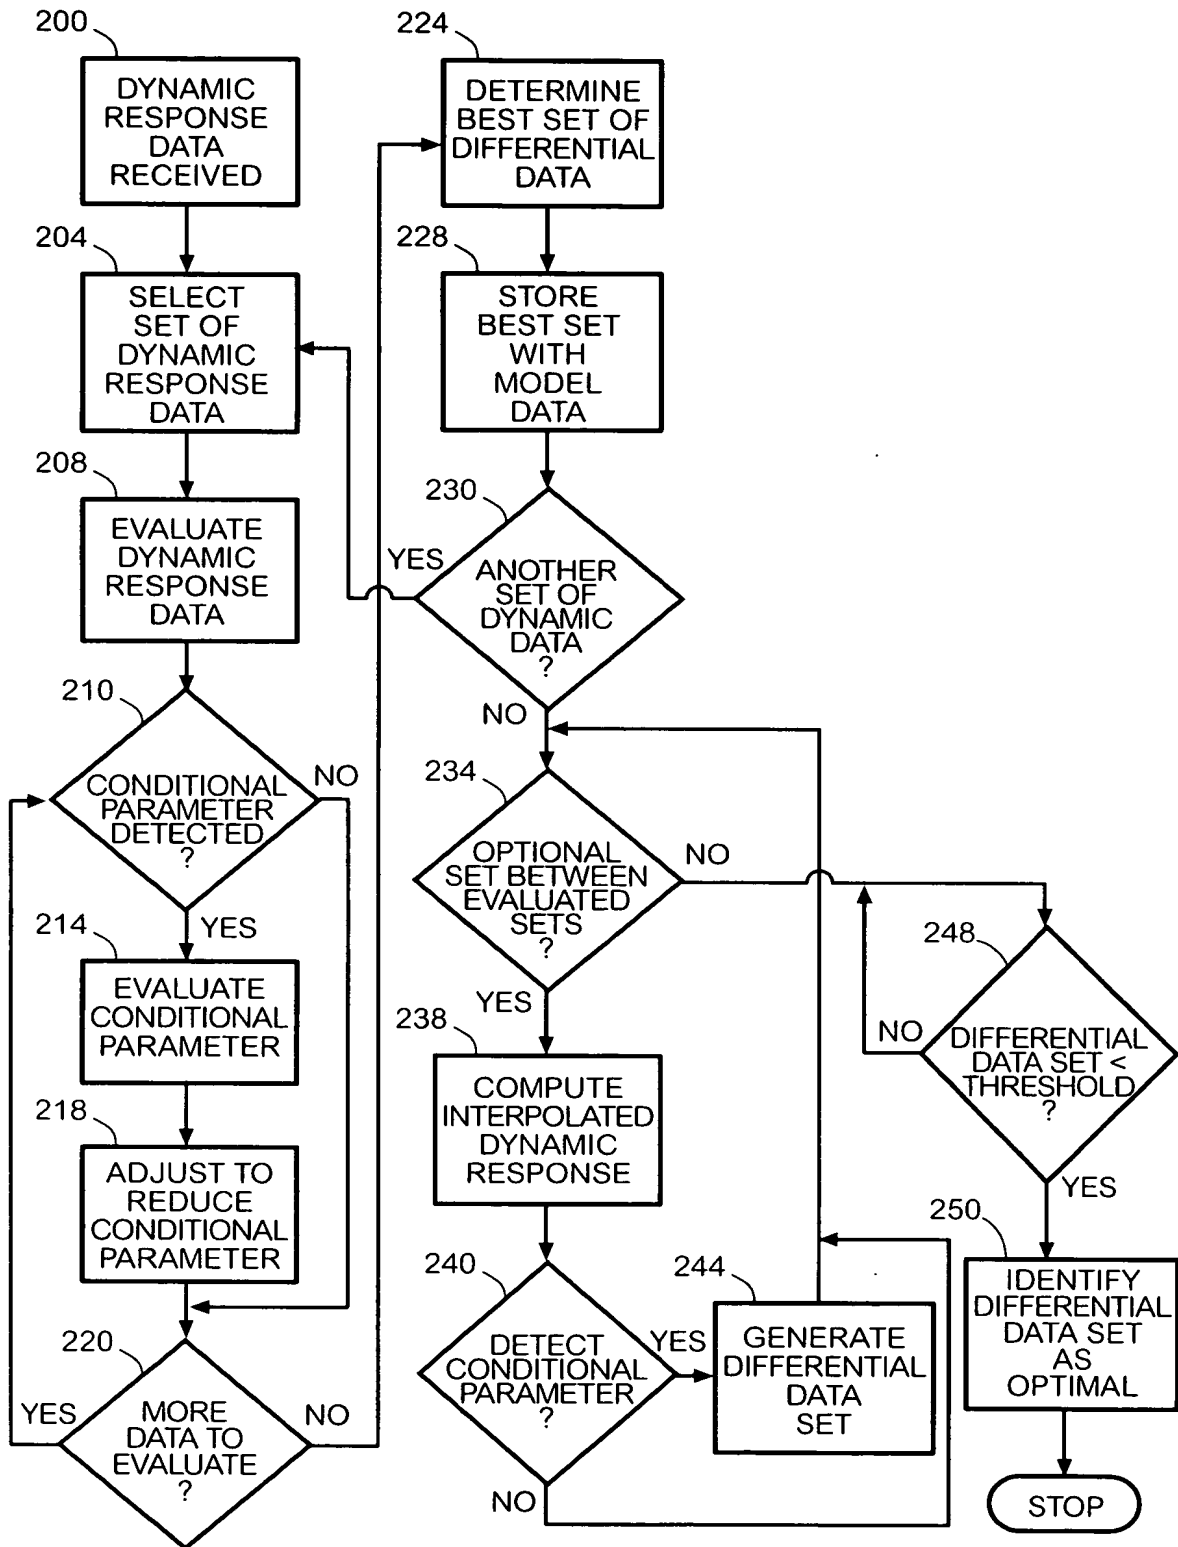 200
DYNAMIC
RESPONSE
DATA
RECEIVED
204
SELECT
SET OF
DYNAMIC
RESPONSE
DATA
208
EVALUATE
DYNAMIC
RESPONSE
DATA
210
CONDITIONAL
PARAMETER
DETECTED
?
NO
YES
214
EVALUATE
CONDITIONAL
PARAMETER
218
ADJUST TO
REDUCE
CONDITIONAL
PARAMETER
220
MORE
DATA TO
EVALUATE
?
YES
NO
224
DETERMINE
BEST SET OF
DIFFERENTIAL
DATA
228
STORE
BEST SET
WITH
MODEL
DATA
230
ANOTHER
SET OF
DYNAMIC
DATA
?
YES
NO
234
OPTIONAL
SET BETWEEN
EVALUATED
SETS
?
NO
YES
238
COMPUTE
INTERPOLATED
DYNAMIC
RESPONSE
240
DETECT
CONDITIONAL
PARAMETER
?
YES
NO
244
GENERATE
DIFFERENTIAL
DATA
SET
248
DIFFERENTIAL
DATA SET <
THRESHOLD
?
NO
YES
250
IDENTIFY
DIFFERENTIAL
DATA SET
AS
OPTIMAL
STOP